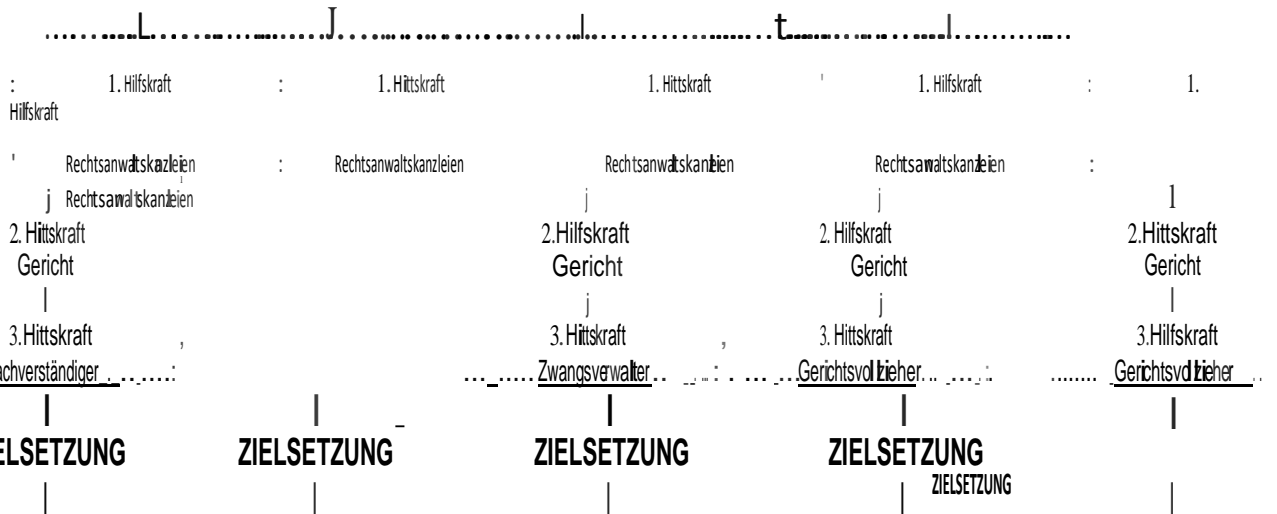 1. Hilfskraft : 1. Hittskraft 1. Hittskraft ' 1. Hilfskraft : 1.
Hilfskraft
Rechtsanwaltskanzleien : Rechtsanwaltskanzleien Rechtsanwaltskanzleien Rechtsanwaltskanzleien :
j Rechtsanwaltskanzleien j j 1
2. Hittskraft 2.Hilfskraft 2. Hilfskraft 2.Hittskraft
Gericht Gericht Gericht Gericht
3.Hittskraft , 3. Hittskraft , 3. Hittskraft 3.Hilfskraft
achverständiger Zwangsverwalter Gerichtsvollzieher Gerichtsvollzieher
ELSETZUNG ZIELSETZUNG ZIELSETZUNG ZIELSETZUNG
ZIELSETZUNG